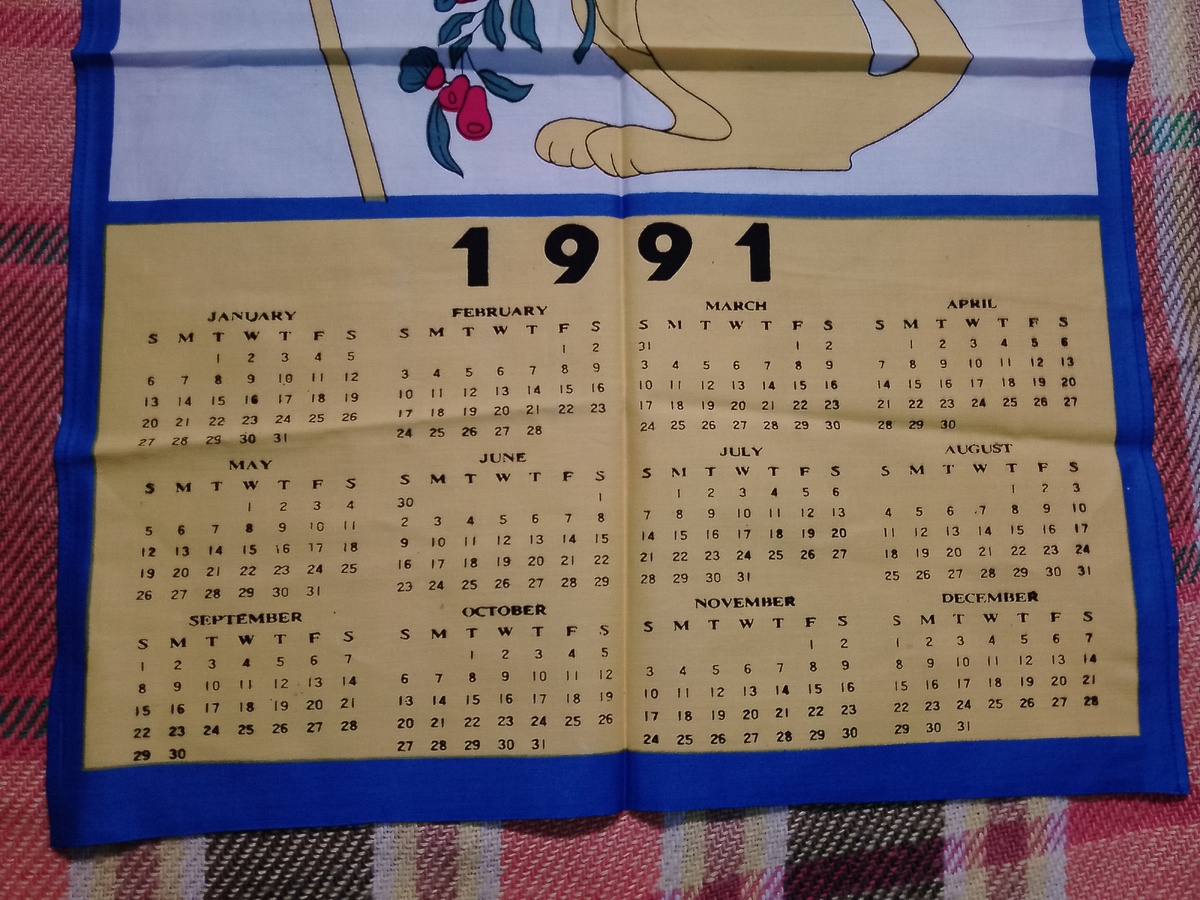 1991
JANUARY
S M T W T F S
1 2 3 4 5
6 7 8 9 10 11 12
13 14 15 16 17 18 19
20 21 22 23 24 25 26
27 28 29 30 31
FEBRUARY
S M T W T F S
1 2
3 4 5 6 7 8 9
10 11 12 13 14 15 16
17 18 19 20 21 22 23
24 25 26 27 28
MARCH
S M T W T F S
31 1 2
3 4 5 6 7 8 9
10 11 12 13 14 15 16
17 18 19 20 21 22 23
24 25 26 27 28 29 30
APRIL
S M T W T F S
1 2 3 4 5 6
7 8 9 10 11 12 13
14 15 16 17 18 19 20
21 22 23 24 25 26 27
28 29 30
MAY
S M T W T F S
1 2 3 4
5 6 7 8 9 10 11
12 13 14 15 16 17 18
19 20 21 22 23 24 25
26 27 28 29 30 31
JUNE
S M T W T F S
30 1
2 3 4 5 6 7 8
9 10 11 12 13 14 15
16 17 18 19 20 21 22
23 24 25 26 27 28 29
JULY
S M T W T F S
1 2 3 4 5 6
7 8 9 10 11 12 13
14 15 16 17 18 19 20
21 22 23 24 25 26 27
28 29 30 31
AUGUST
S M T W T F S
1 2 3
4 5 6 7 8 9 10
11 12 13 14 15 16 17
18 19 20 21 22 23 24
25 26 27 28 29 30 31
SEPTEMBER
S M T W T F S
1 2 3 4 5 6 7
8 9 10 11 12 13 14
15 16 17 18 19 20 21
22 23 24 25 26 27 28
29 30
OCTOBER
S M T W T F S
1 2 3 4 5
6 7 8 9 10 11 12
13 14 15 16 17 18 19
20 21 22 23 24 25 26
27 28 29 30 31
NOVEMBER
S M T W T F S
1 2
3 4 5 6 7 8 9
10 11 12 13 14 15 16
17 18 19 20 21 22 23
24 25 26 27 28 29 30
DECEMBER
S M T W T F S
1 2 3 4 5 6 7
8 9 10 11 12 13 14
15 16 17 18 19 20 21
22 23 24 25 26 27 28
29 30 31